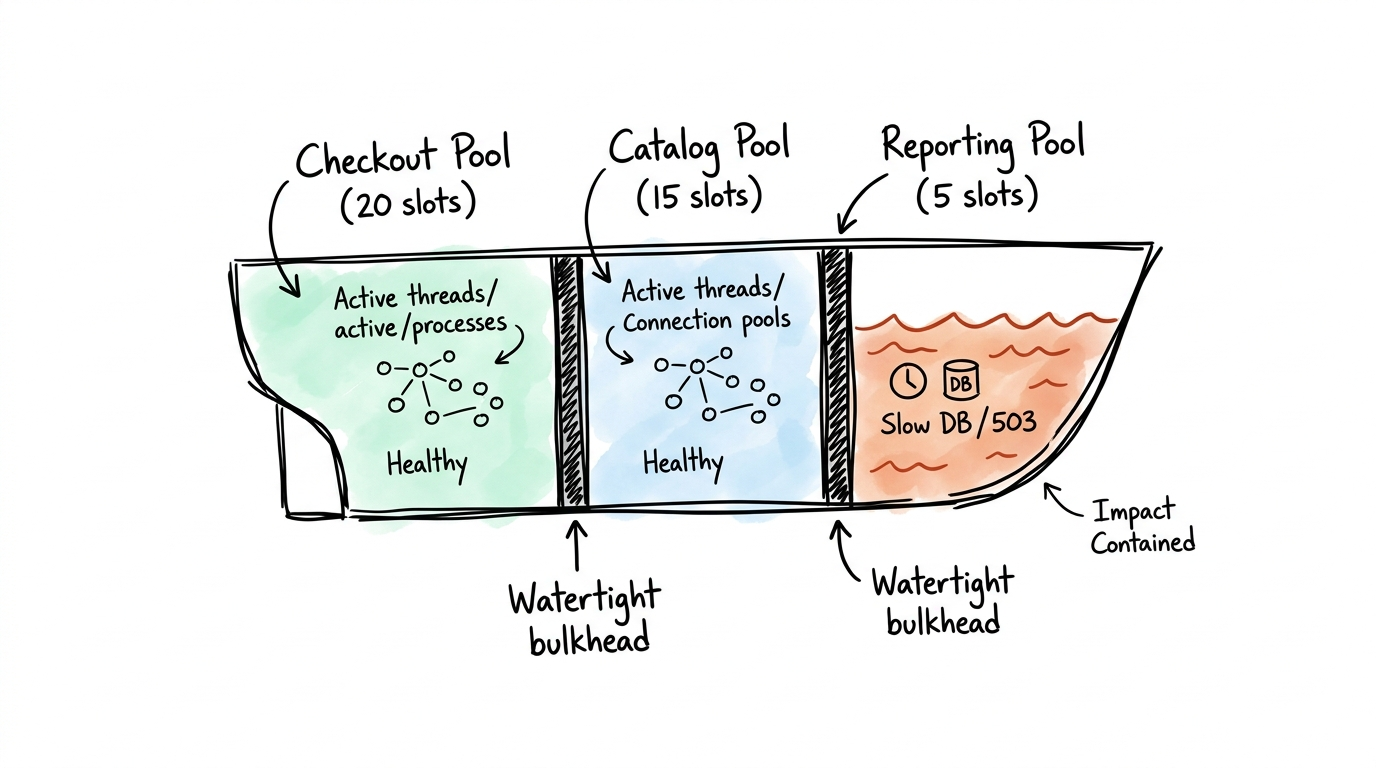 Checkout Pool
(20 slots)
Catalog Pool
(15 slots)
Reporting Pool
(5 slots)
Active threads/
active/processes
Healthy
Active threads/
Connection pools
Healthy
DB
Slow DB/503
Impact
Contained
Watertight
bulkhead
Watertight
bulkhead